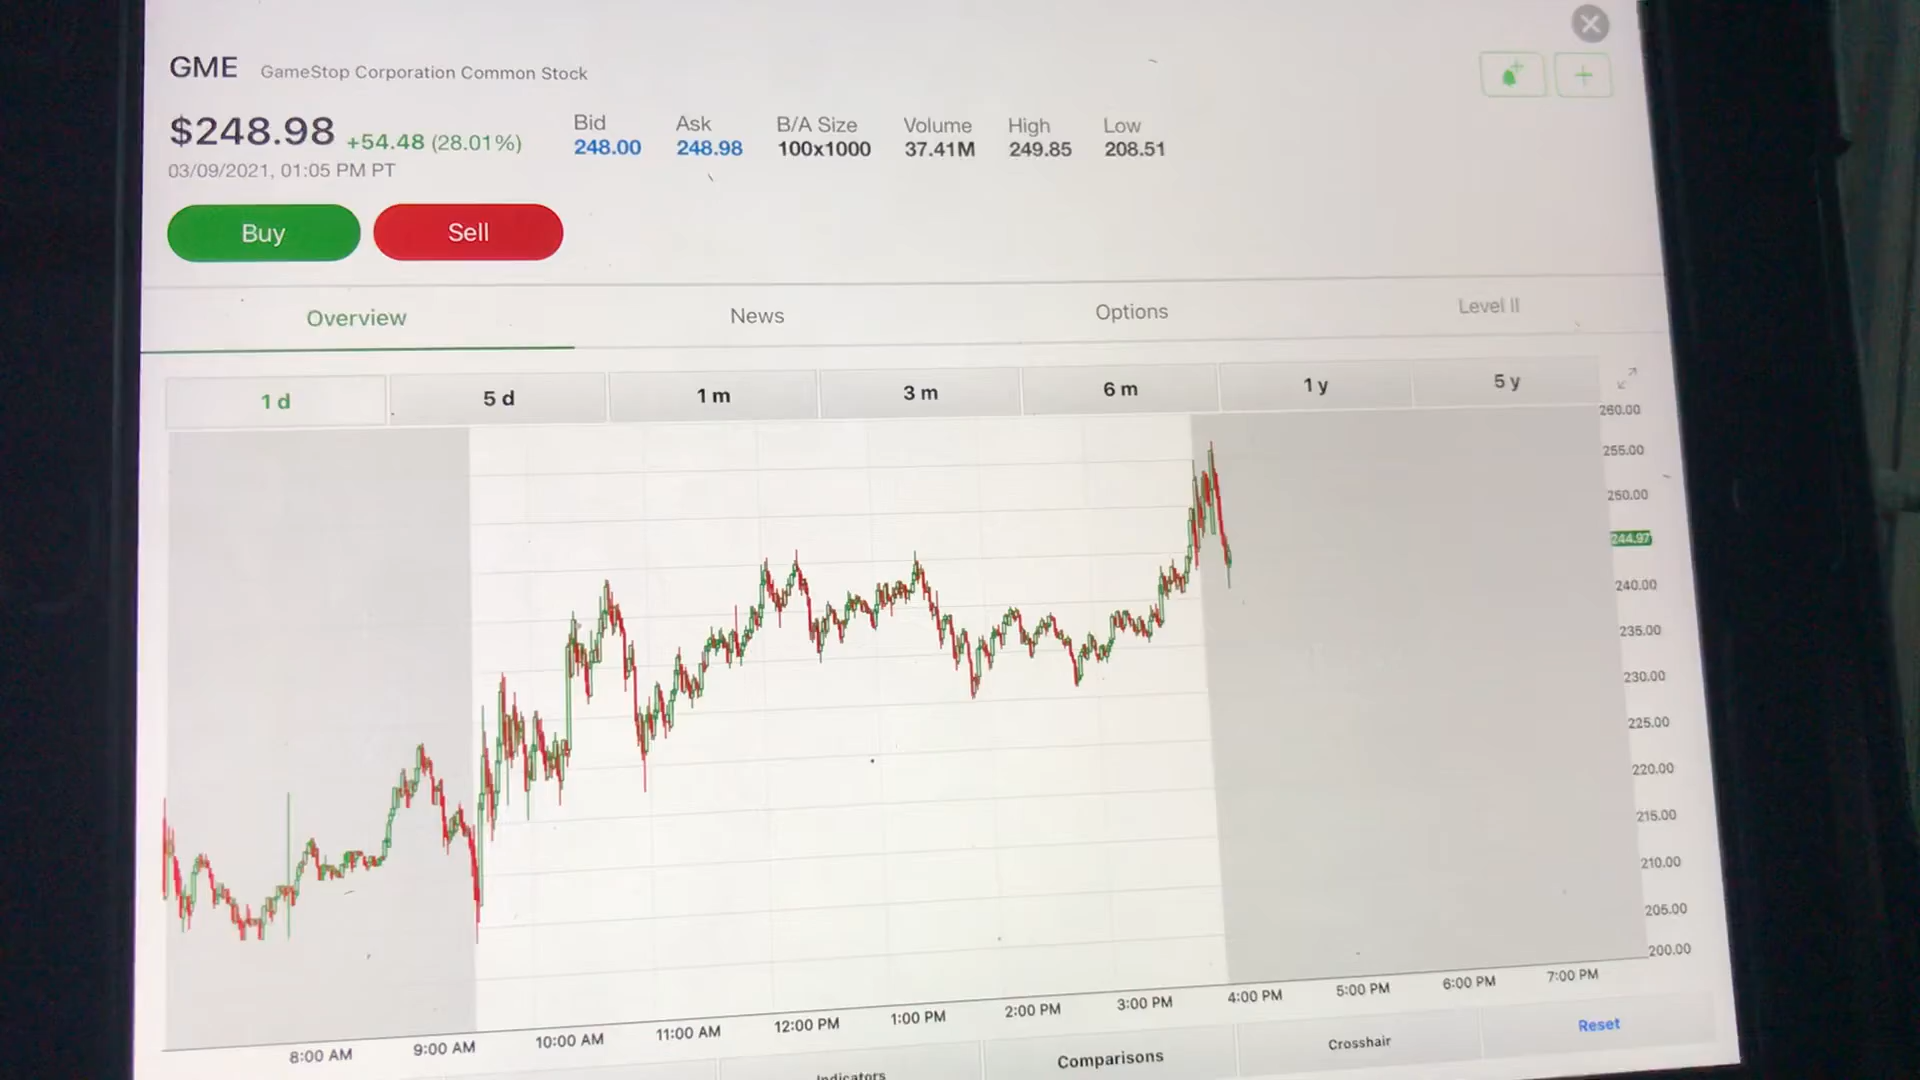 GME GameStop Corporation Common Stock
$248.98 +54.48 (28.01%)
03/09/2021, 01:05 PM PT
Bid Ask B/A Size Volume High Low
248.00 248.98 100x1000 37.41M 249.85 208.51
Buy Sell
Overview News Options Level II
1 d 5 d 1 m 3 m 6 m 1 y 5 y
260.00
255.00
250.00
244.97
240.00
235.00
230.00
225.00
220.00
215.00
210.00
205.00
200.00
8:00 AM 9:00 AM 10:00 AM 11:00 AM 12:00 PM 1:00 PM 2:00 PM 3:00 PM 4:00 PM 5:00 PM 6:00 PM 7:00 PM
Indicators Comparisons Crosshair Reset